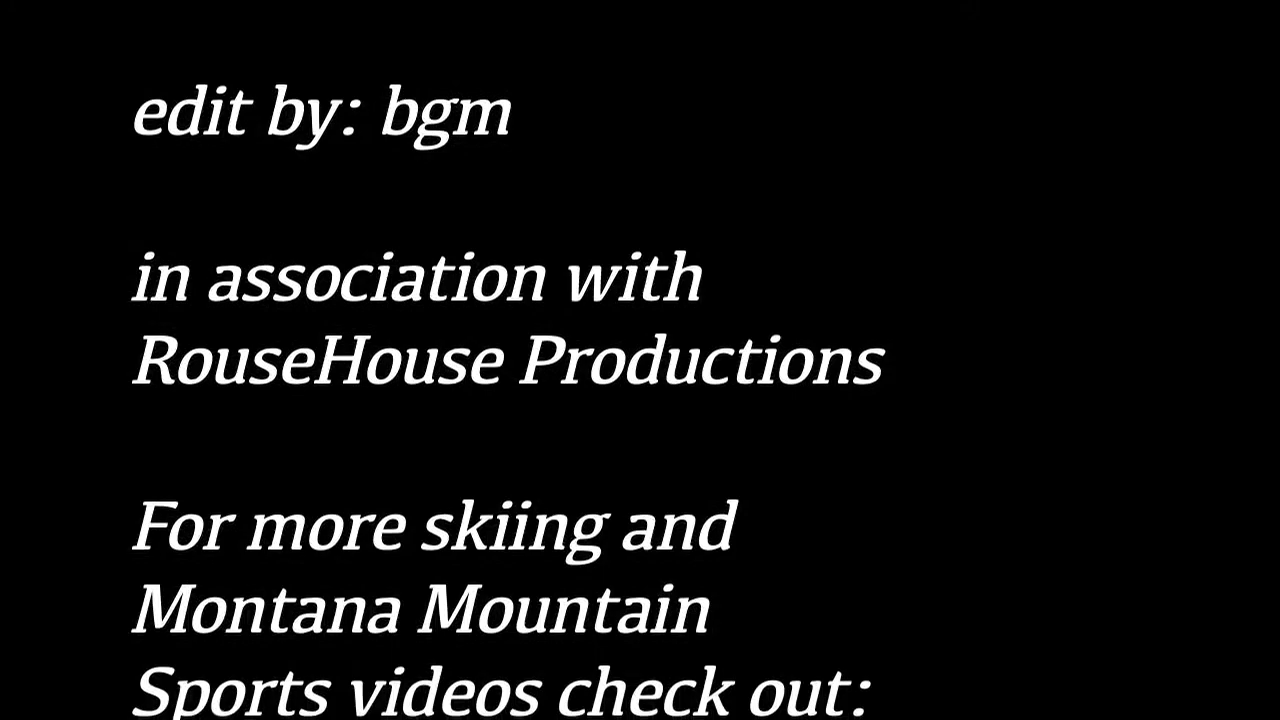 edit by: bgm
in association with
RouseHouse Productions
For more skiing and
Montana Mountain
Sports videos check out: